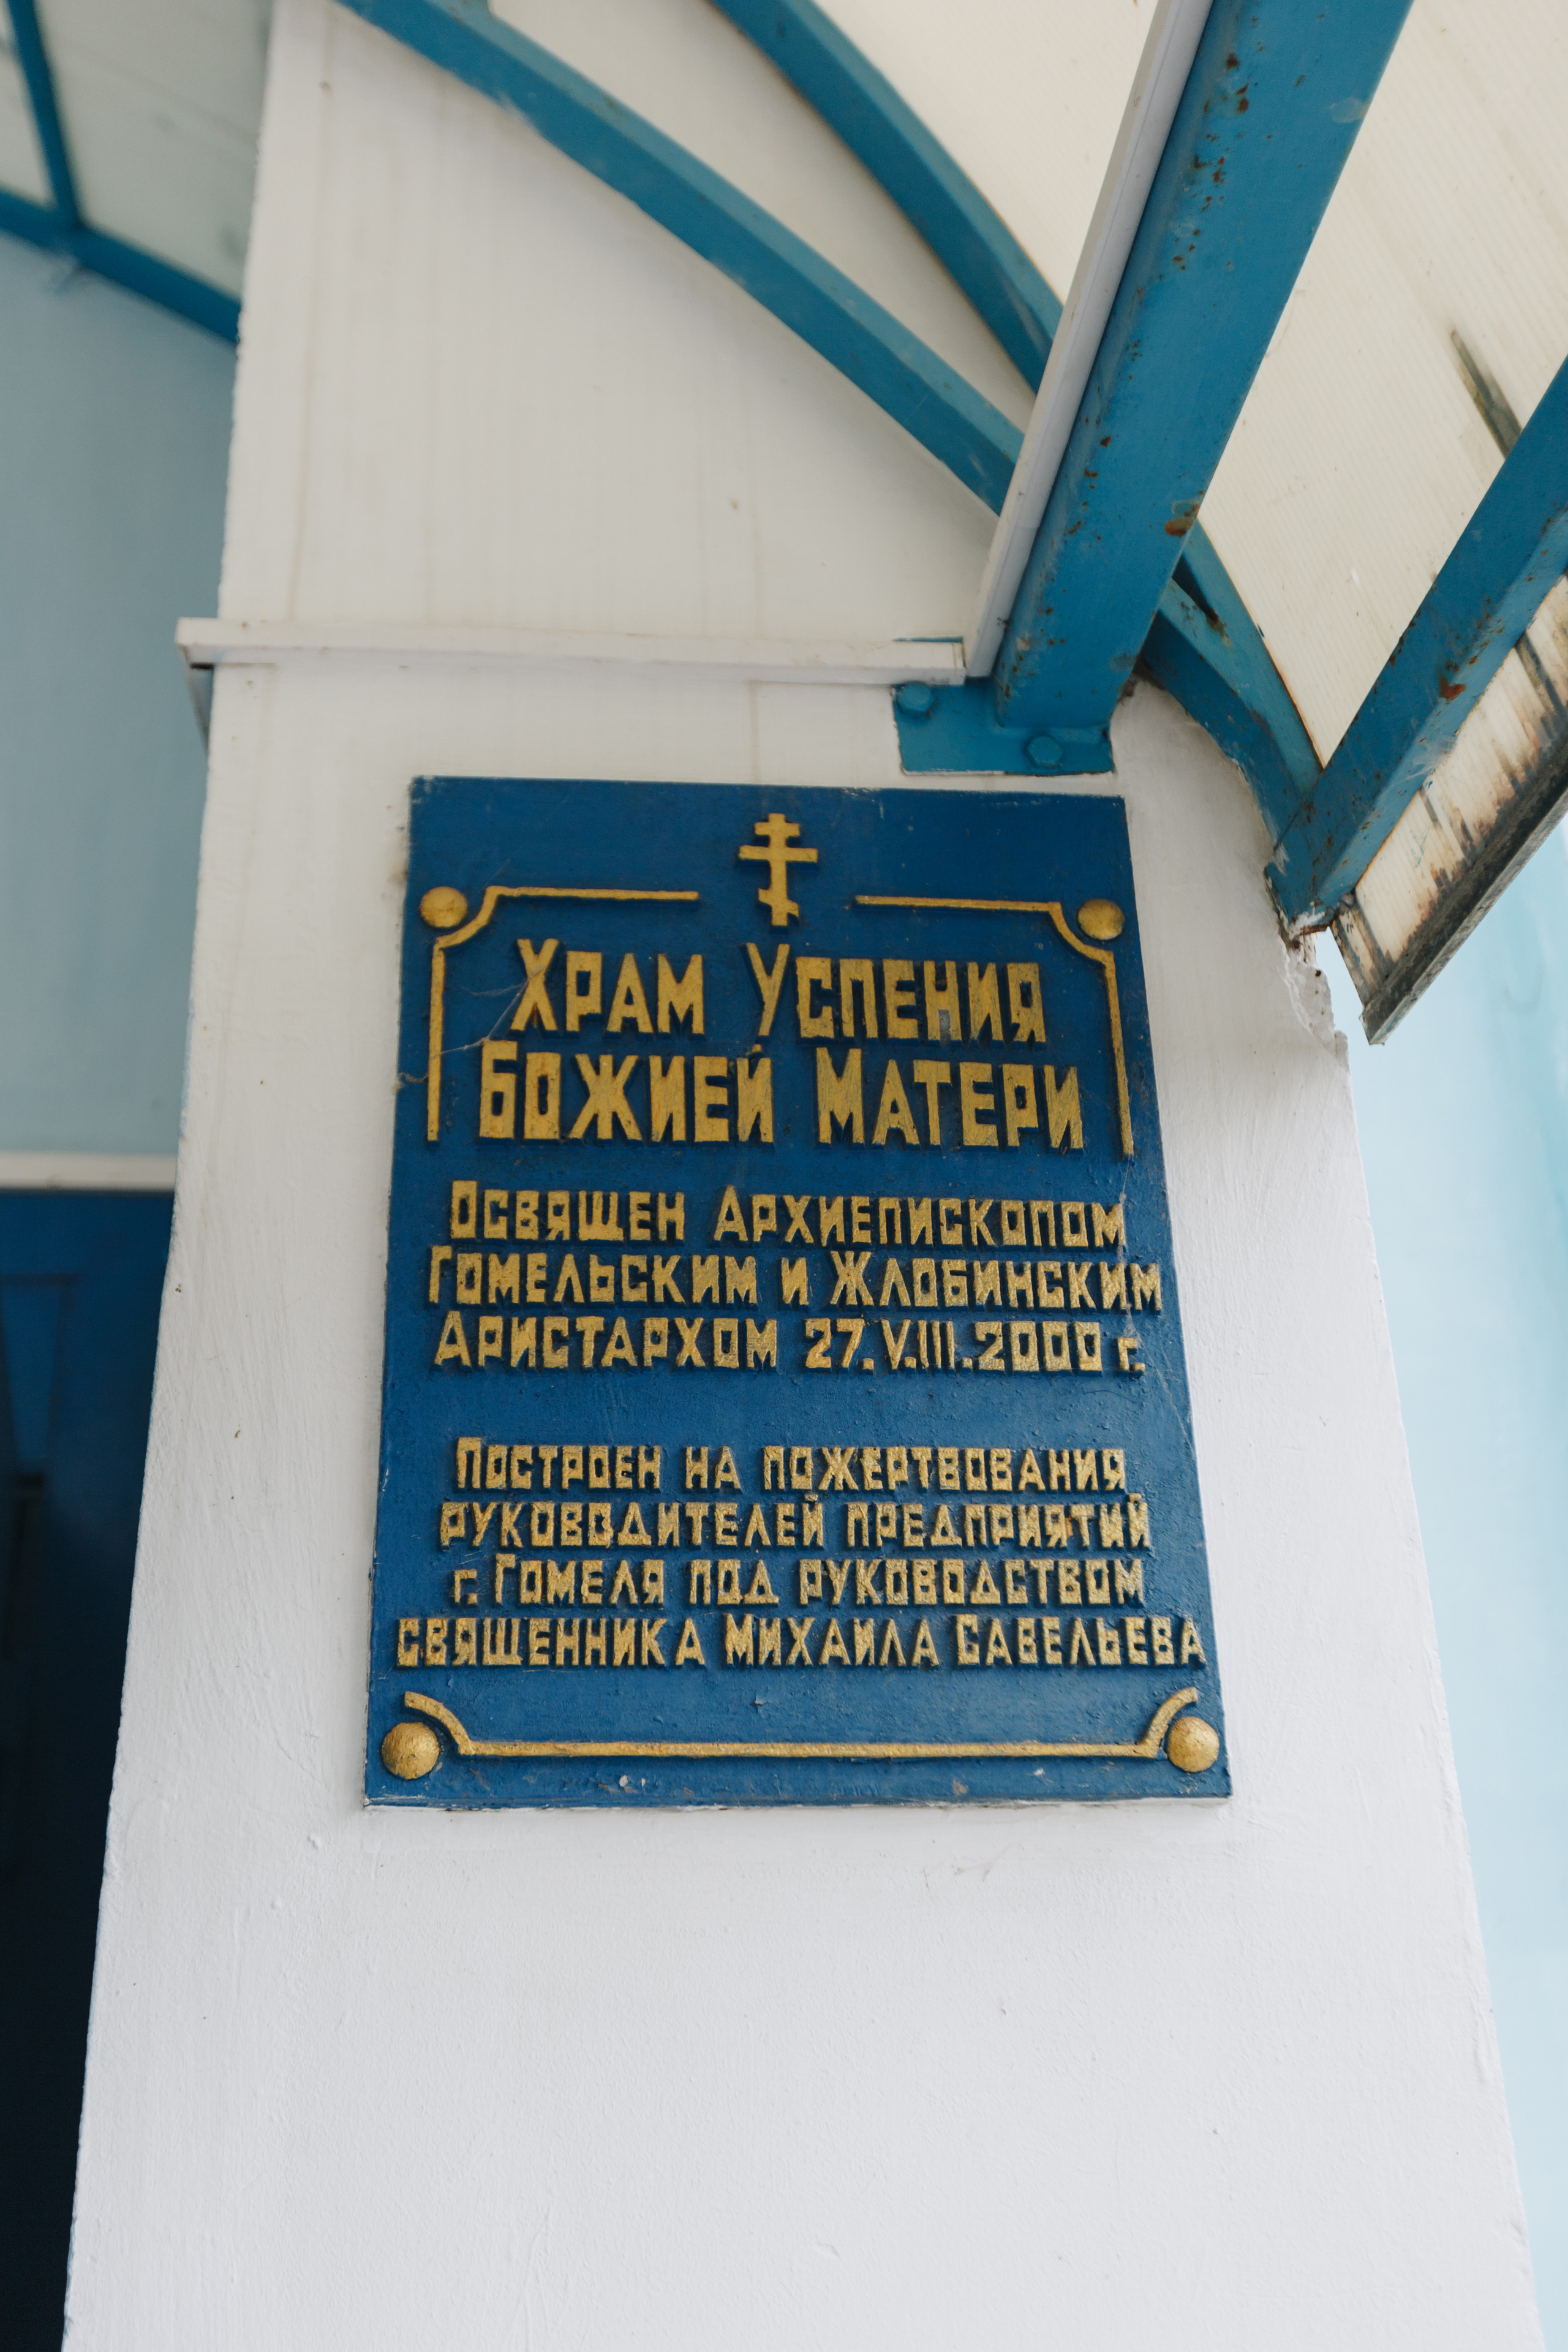 Храм Успения
Божией Матери
Освящен Архиепископом
Гомельским и Жлобинским
Аристархом 27.VIII.2000 г.
Построен на пожертвования
руководителей предприятий
г. Гомеля под руководством
священника Михаила Савельева